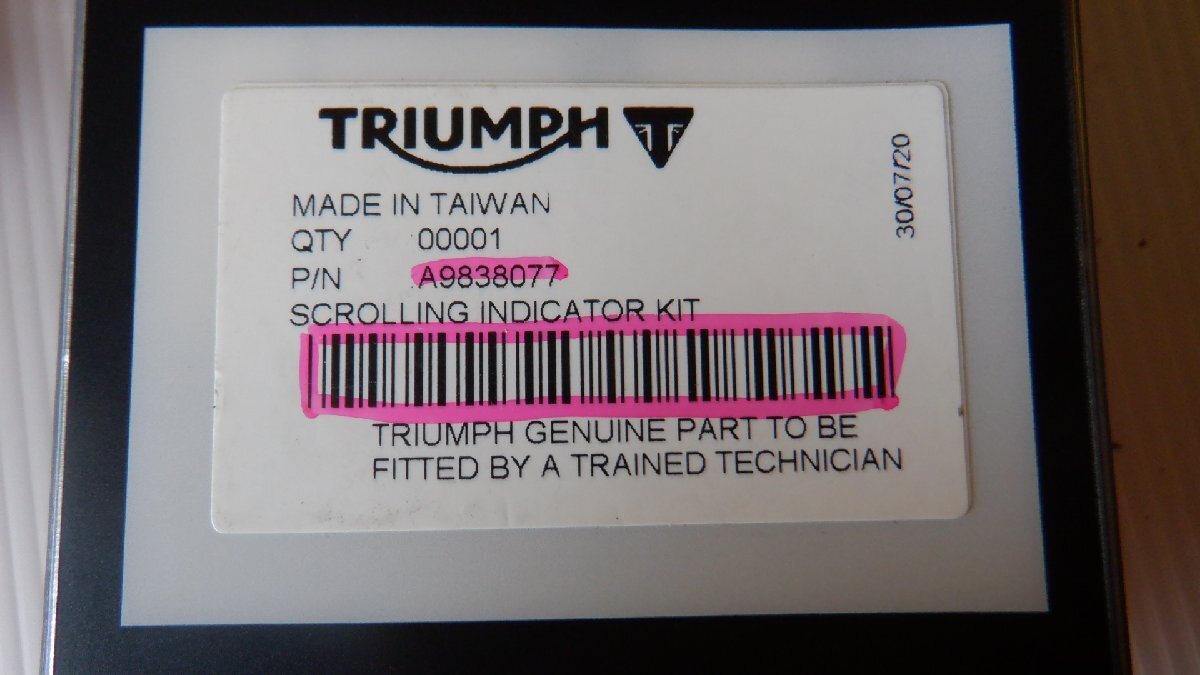 TRIUMPH
MADE IN TAIWAN
QTY 00001
P/N A9838077
SCROLLING INDICATOR KIT
TRIUMPH GENUINE PART TO BE
FITTED BY A TRAINED TECHNICIAN
30/07/20